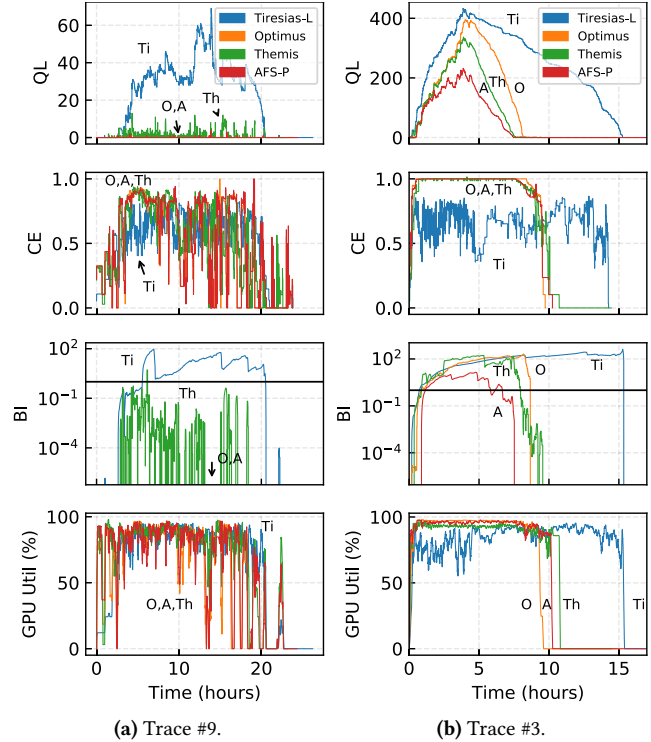 QL
60
40
20
0
Ti
O,A
Th
Tiresias-L
Optimus
Themis
AFS-P
QL
400
200
0
Ti
A
Th
O
Tiresias-L
Optimus
Themis
AFS-P
CE
1.0
0.5
0.0
O,A,Th
Ti
CE
1.0
0.5
0.0
O,A,Th
Ti
BI
10²
10⁻¹
10⁻⁴
Ti
Th
O,A
BI
10²
10⁻¹
10⁻⁴
Th
O
Ti
A
GPU Util (%)
100
50
0
Ti
O,A,Th
0
10
20
Time (hours)
GPU Util (%)
100
50
0
O
A
Th
Ti
0
5
10
15
Time (hours)
(a) Trace #9.
(b) Trace #3.